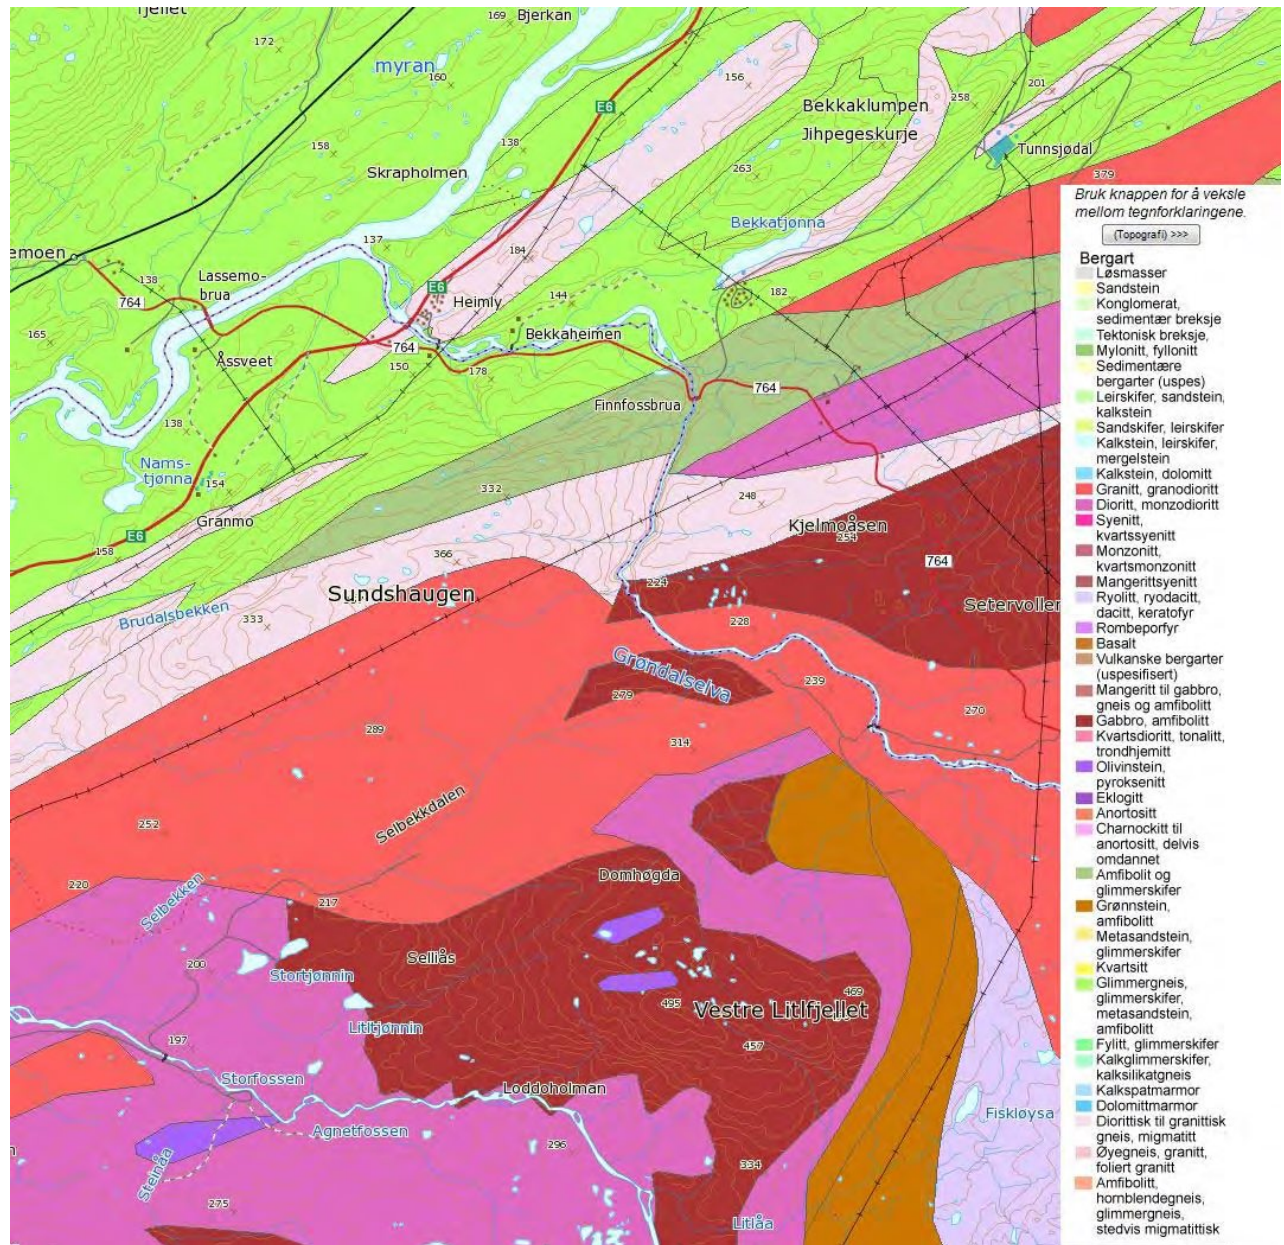 fjellet
169
Bjerkån
172
myran
160
156
E6
Bekkaklumpen
258
201
Jihpegeskurje
138
158
Tunnsjødal
Skrapholmen
263
379
Bekkatjønna
137
184
emoen
138
Lassemo-
brua
E6
Heimly
144
182
764
165
Bekkaheimen
764
Åssveet
150
178
764
Finnfossbrua
138
Nams-
tjønna
154
332
248
Granmo
Kjelmoåsen
254
E6
158
366
764
224
Sundshaugen
Setervollen
Brudalsbekken
333
228
Grøndalselva
279
239
270
289
314
252
Selbekkdalen
Domhøgda
220
Selbekken
217
Selliås
200
Stortjønnin
495
469
Vestre Litlfjellet
Litltjønnin
197
457
Storfossen
Loddoholman
Fiskløysa
Agnetfossen
296
Steinåa
334
275
Litlåa
Bruk knappen for å veksle
mellom tegnforklaringene.
(Topografi) >>>
Bergart
Løsmasser
Sandstein
Konglomerat,
sedimentær breksje
Tektonisk breksje,
Mylonitt, fyllonitt
Sedimentære
bergarter (uspes)
Leirskifer, sandstein,
kalkstein
Sandskifer, leirskifer
Kalkstein, leirskifer,
mergelstein
Kalkstein, dolomitt
Granitt, granodioritt
Dioritt, monzodioritt
Syenitt,
kvartssyenitt
Monzonitt,
kvartsmonzonitt
Mangerittsyenitt
Ryolitt, ryodacitt,
dacitt, keratofyr
Rombeporfyr
Basalt
Vulkanske bergarter
(uspesifisert)
Mangeritt til gabbro,
gneis og amfibolitt
Gabbro, amfibolitt
Kvartsdioritt, tonalitt,
trondhjemitt
Olivinstein,
pyroksenitt
Eklogitt
Anortositt
Charnockitt til
anortositt, delvis
omdannet
Amfibolit og
glimmerskifer
Grønnstein,
amfibolitt
Metasandstein,
glimmerskifer
Kvartsitt
Glimmergneis,
glimmerskifer,
metasandstein,
amfibolitt
Fylitt, glimmerskifer
Kalkglimmerskifer,
kalksilikatgneis
Kalkspatmarmor
Dolomittmarmor
Diorittisk til granittisk
gneis, migmatitt
Øyegneis, granitt,
foliert granitt
Amfibolitt,
hornblendegneis,
glimmergneis,
stedvis migmatittisk